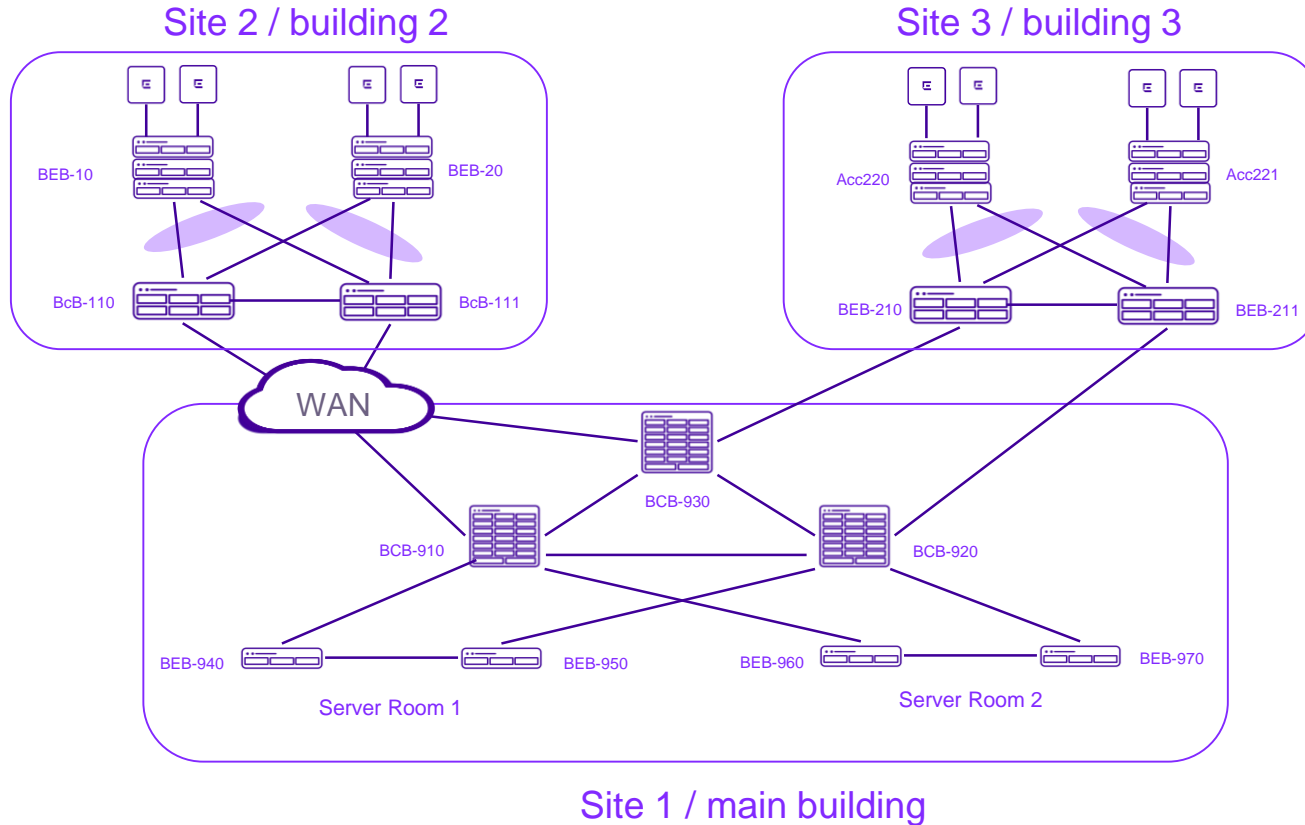 Site 2 / building 2
Site 3 / building 3
BEB-10
BEB-20
Acc220
Acc221
BcB-110
BcB-111
BEB-210
BEB-211
WAN
BCB-930
BCB-910
BCB-920
BEB-940
BEB-950
BEB-960
BEB-970
Server Room 1
Server Room 2
Site 1 / main building